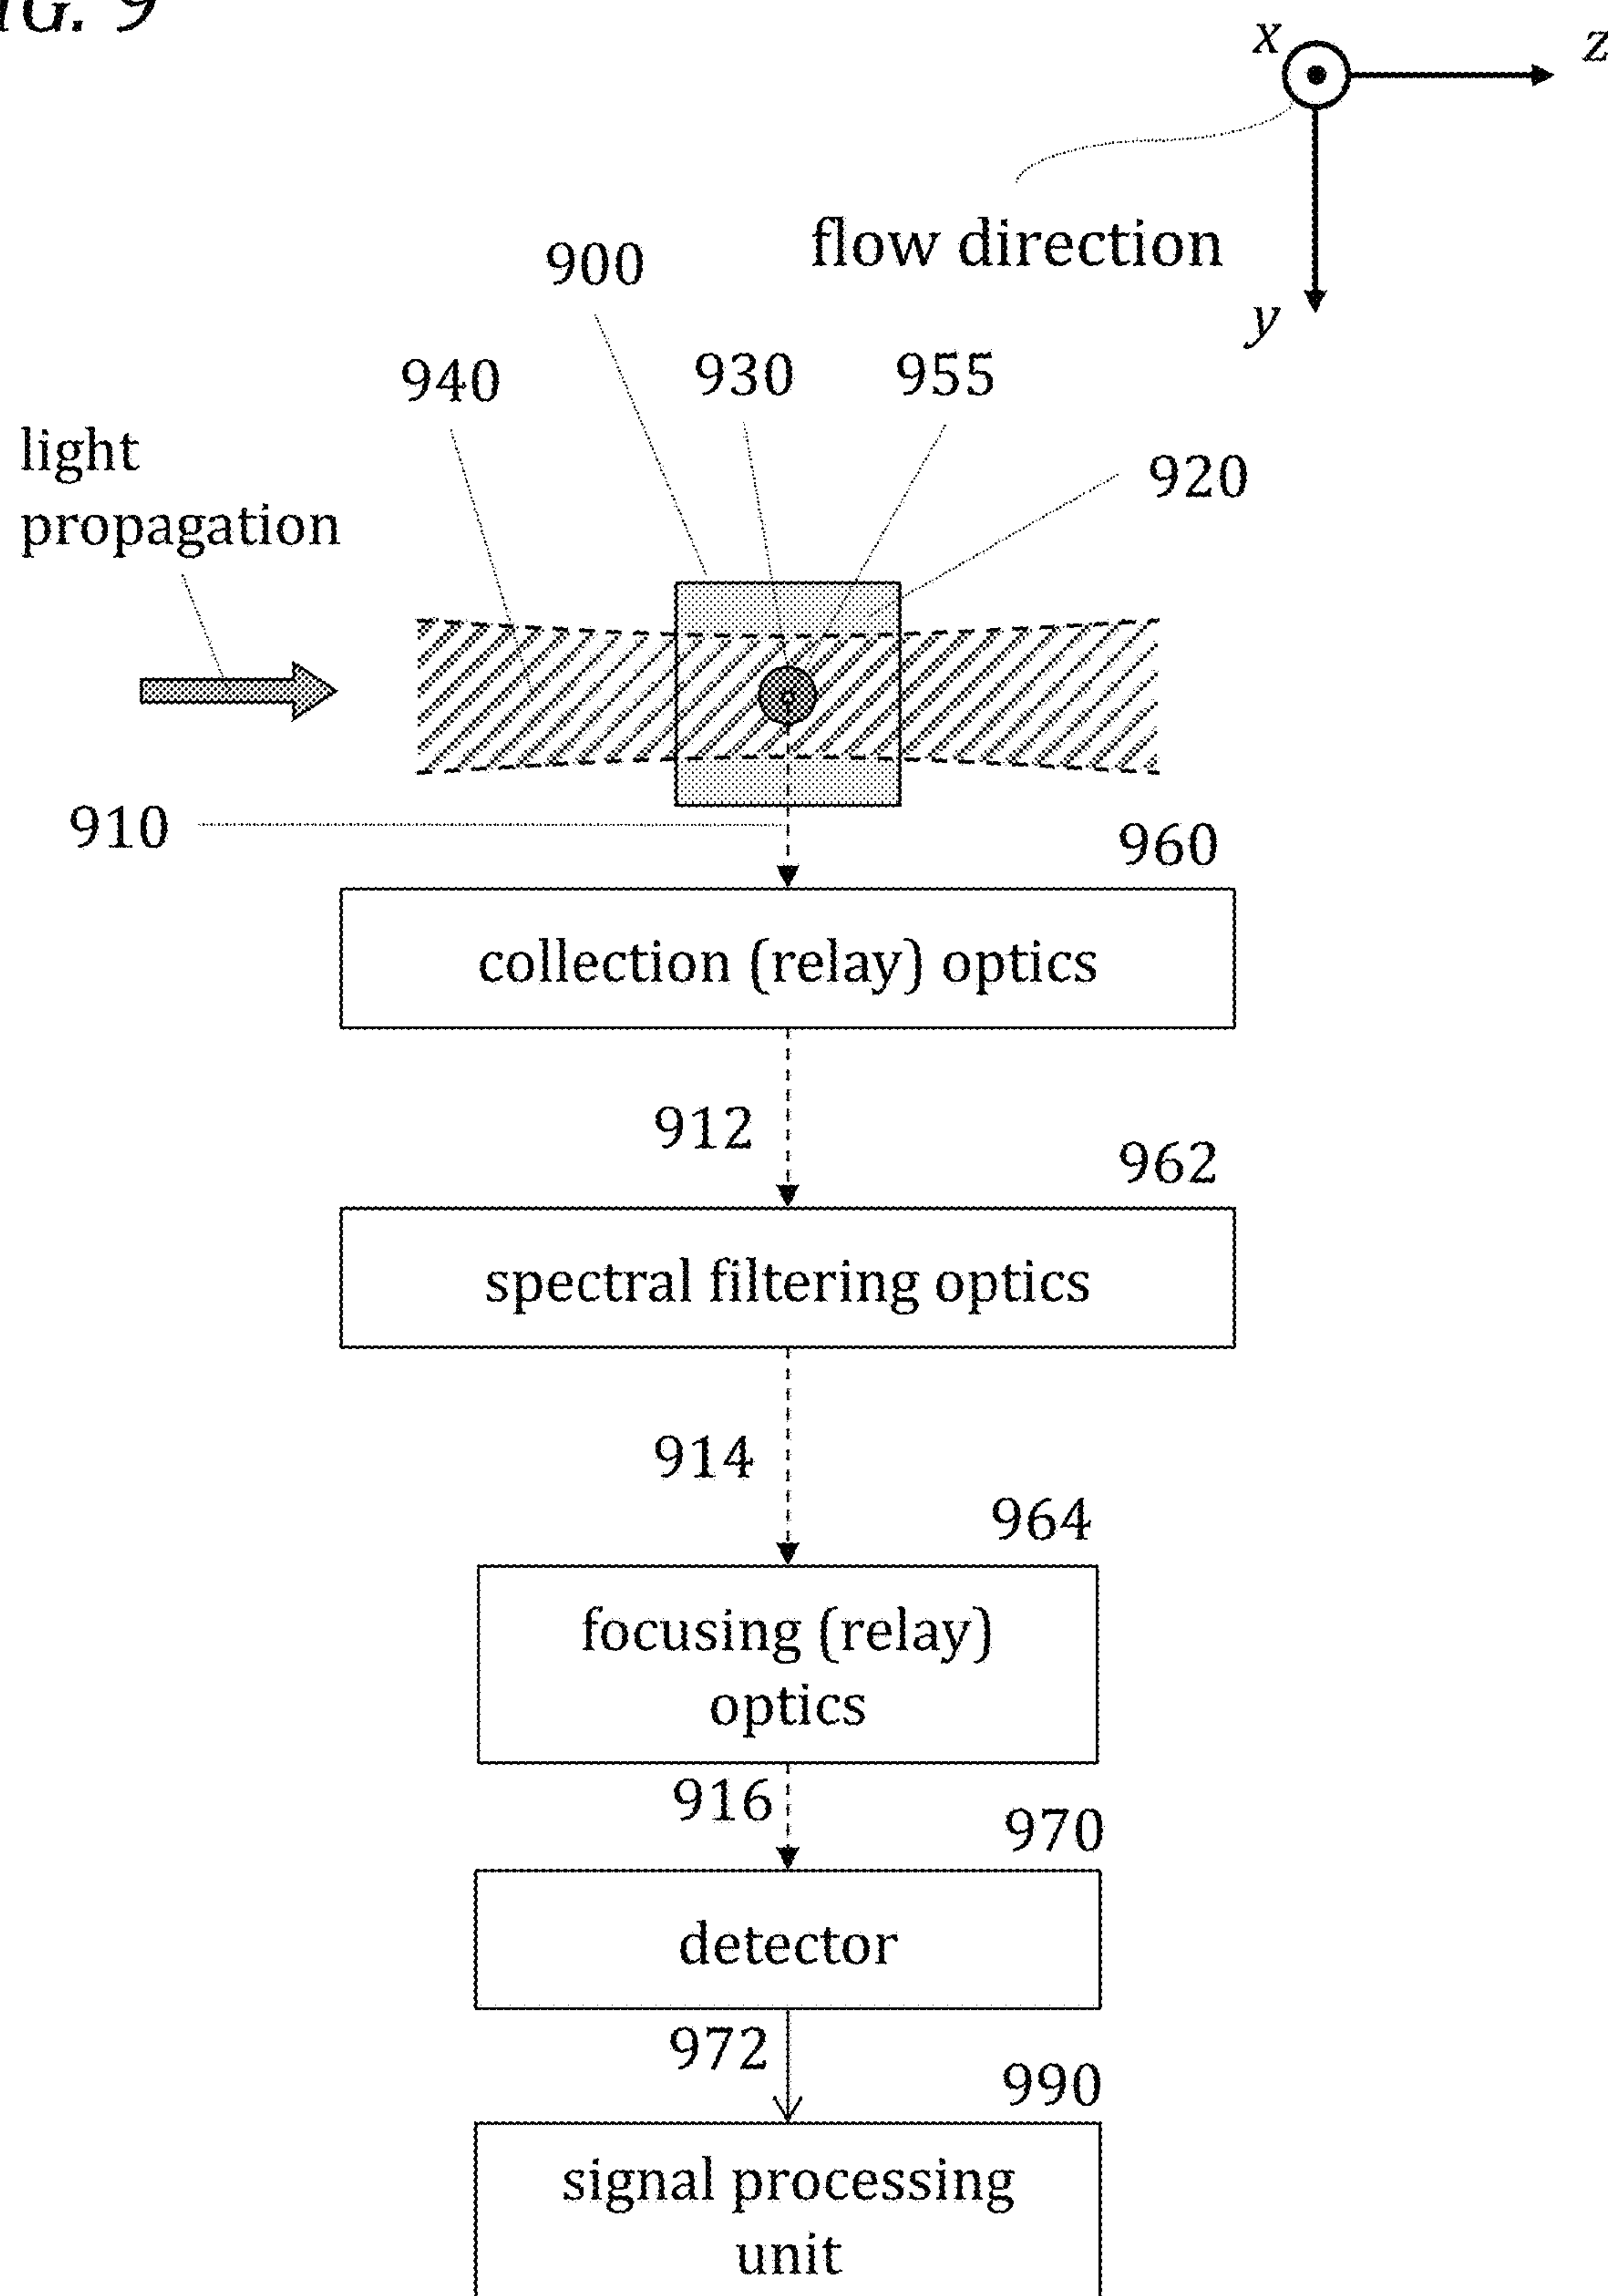 FIG. 9
x
z
flow direction
y
900
940
930
955
920
light
propagation
910
960
collection (relay) optics
912
962
spectral filtering optics
914
964
focusing (relay)
optics
916
970
detector
972
990
signal processing
unit